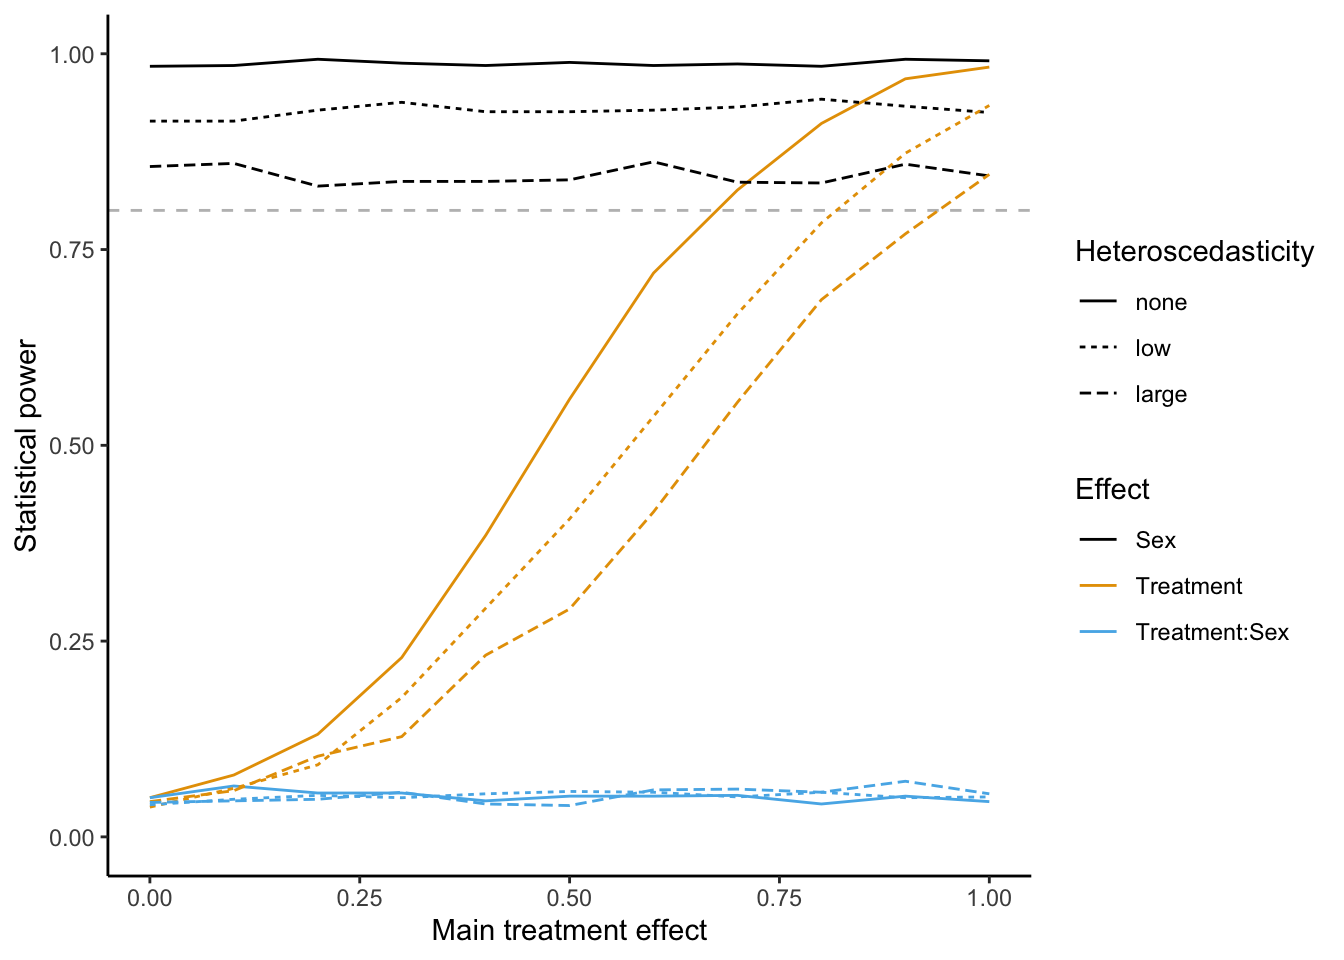 1.00
0.75
0.50
0.25
0.00
Statistical power
0.00 0.25 0.50 0.75 1.00
Main treatment effect
Heteroscedasticity
none
low
large
Effect
Sex
Treatment
Treatment:Sex